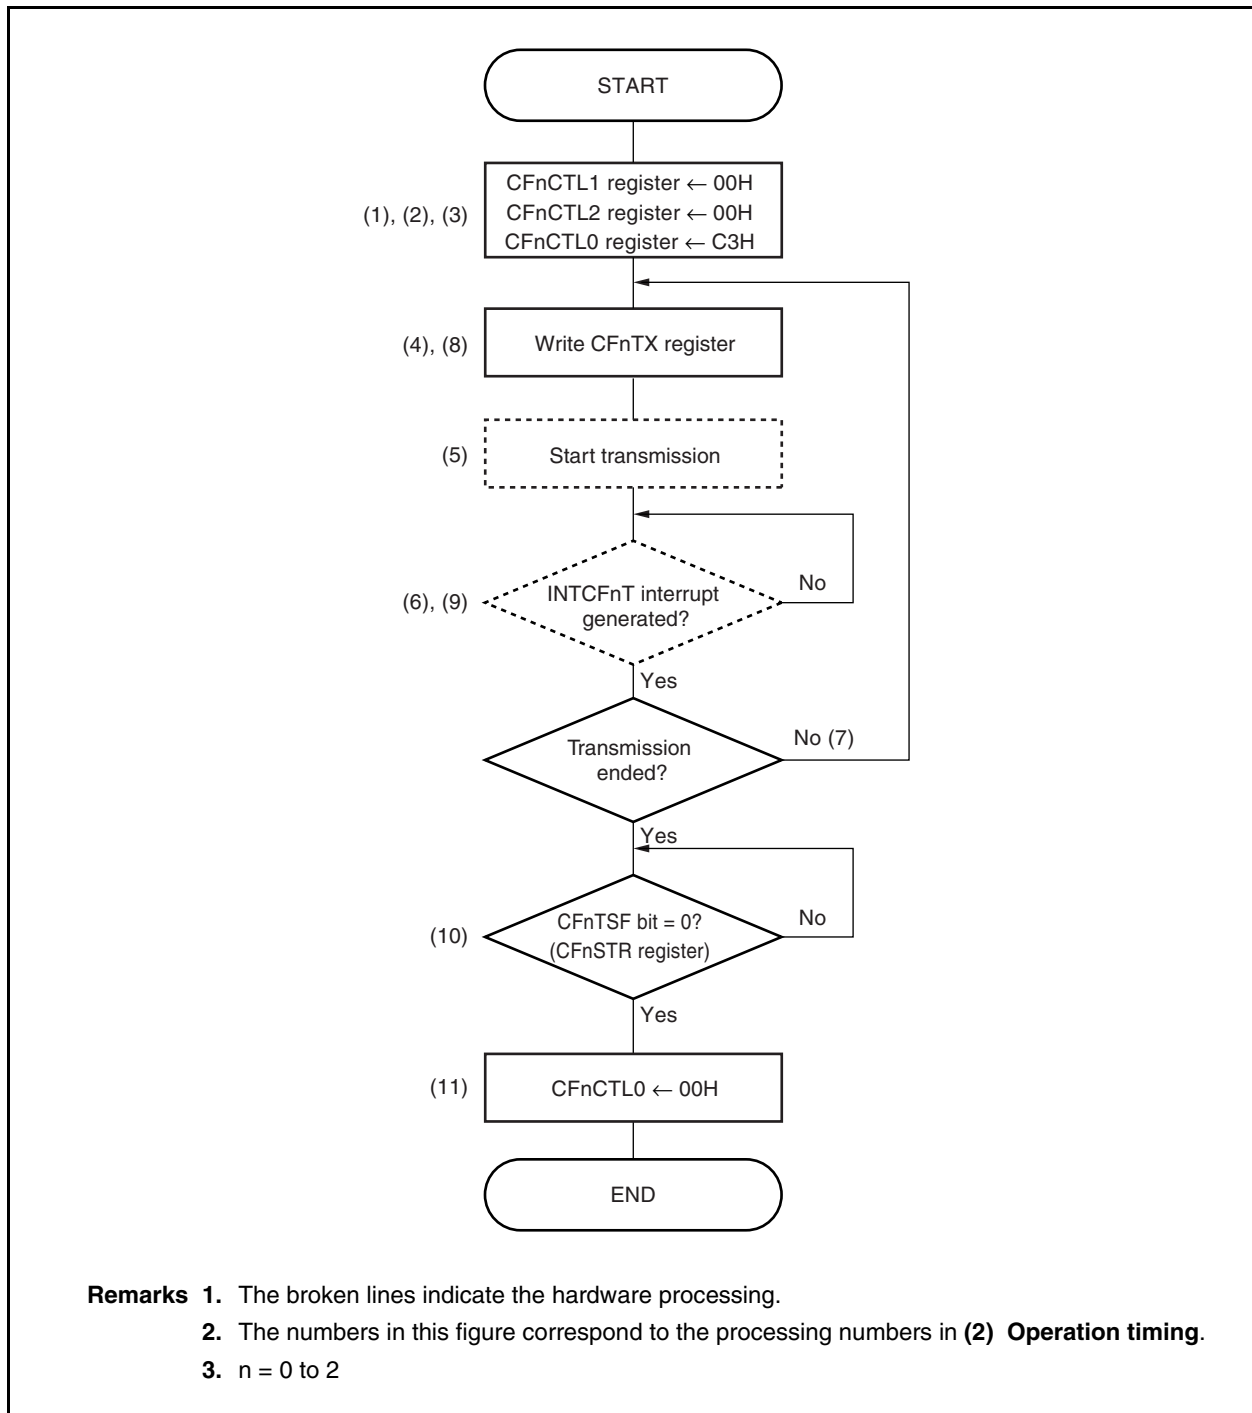 START
CFnCTL1 register ← 00H
CFnCTL2 register ← 00H
(1), (2), (3)
CFnCTL0 register ← C3H
(4), (8)
Write CFnTX register
(5)
Start transmission
INTCFnT interrupt
No
(6), (9)
generated?
Yes
No (7)
Transmission
ended?
Yes
CFnTSF bit = 0?
No
(10)
(CFnSTR register)
Yes
(11)
CFnCTL0 ← 00H
END
Remarks 1. The broken lines indicate the hardware processing.
2. The numbers in this figure correspond to the processing numbers in (2) Operation timing.
3. n = 0 to 2